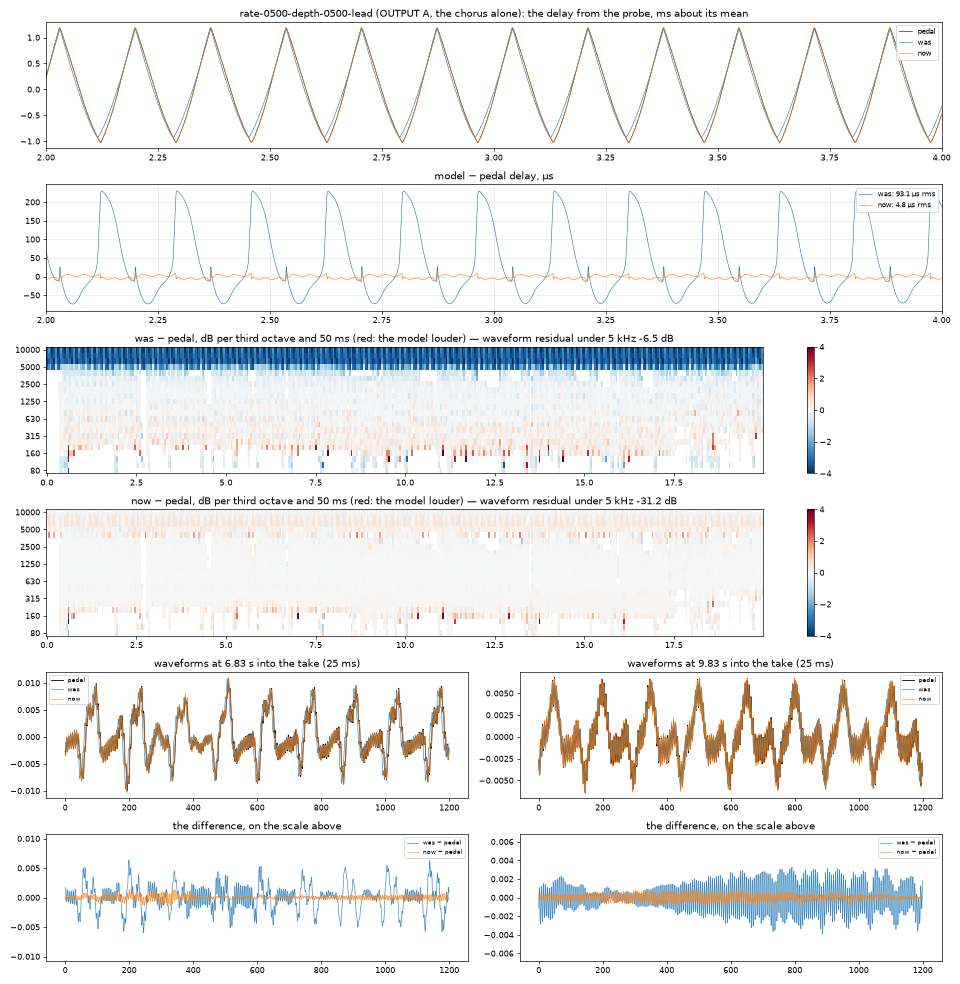 rate-0500-depth-0500-lead (OUTPUT A, the chorus alone): the delay from the probe, ms about its mean
1.0
0.5
0.0
−0.5
−1.0
pedal
was
now
2.00 2.25 2.50 2.75 3.00 3.25 3.50 3.75 4.00
model − pedal delay, µs
200
150
100
50
0
−50
was: 93.1 µs rms
now: 4.8 µs rms
2.00 2.25 2.50 2.75 3.00 3.25 3.50 3.75 4.00
was − pedal, dB per third octave and 50 ms (red: the model louder) — waveform residual under 5 kHz -6.5 dB
10000
5000
2500
1250
630
315
160
80
0.0 2.5 5.0 7.5 10.0 12.5 15.0 17.5
4
2
0
−2
−4
now − pedal, dB per third octave and 50 ms (red: the model louder) — waveform residual under 5 kHz -31.2 dB
10000
5000
2500
1250
630
315
160
80
0.0 2.5 5.0 7.5 10.0 12.5 15.0 17.5
4
2
0
−2
−4
waveforms at 6.83 s into the take (25 ms)
0.010
0.005
0.000
−0.005
−0.010
pedal
was
now
0 200 400 600 800 1000 1200
waveforms at 9.83 s into the take (25 ms)
0.0050
0.0025
0.0000
−0.0025
−0.0050
pedal
was
now
0 200 400 600 800 1000 1200
the difference, on the scale above
0.010
0.005
0.000
−0.005
−0.010
was − pedal
now − pedal
0 200 400 600 800 1000 1200
the difference, on the scale above
0.006
0.004
0.002
0.000
−0.002
−0.004
−0.006
was − pedal
now − pedal
0 200 400 600 800 1000 1200